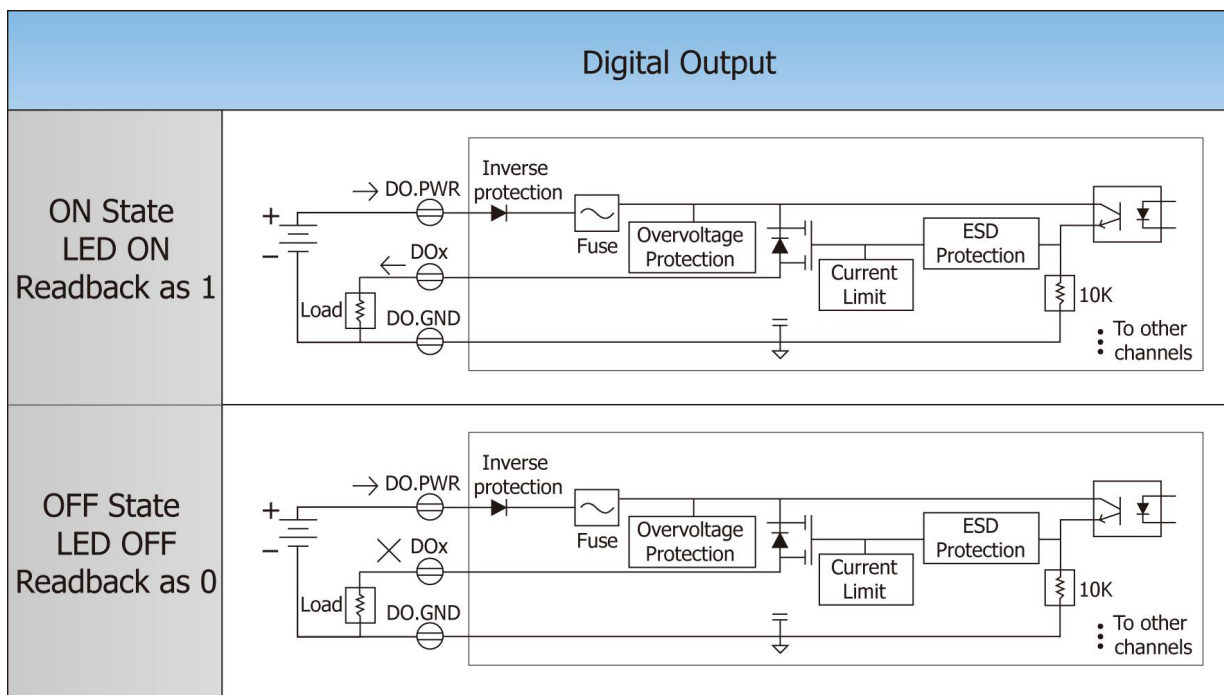 Digital Output
ON State
LED ON
Readback as 1
+
−
DO.PWR
Inverse
protection
Fuse
Overvoltage
Protection
DOx
Load
DO.GND
Current
Limit
ESD
Protection
10K
To other
channels
OFF State
LED OFF
Readback as 0
+
−
DO.PWR
Inverse
protection
Fuse
Overvoltage
Protection
DOx
Load
DO.GND
Current
Limit
ESD
Protection
10K
To other
channels